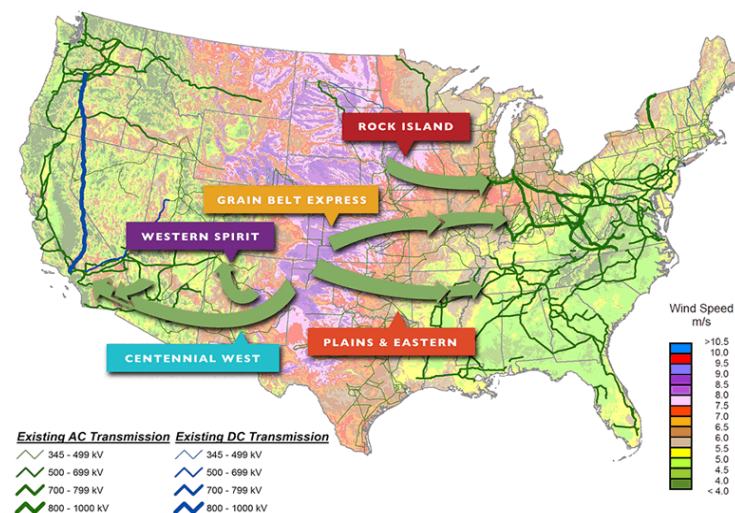 ROCK ISLAND
GRAIN BELT EXPRESS
WESTERN SPIRIT
CENTENNIAL WEST
PLAINS & EASTERN
Wind Speed
m/s
>10.5
10.0
9.5
9.0
8.5
8.0
7.5
7.0
6.5
6.0
5.5
5.0
4.5
4.0
< 4.0
Existing AC Transmission
345 - 499 kV
500 - 699 kV
700 - 799 kV
800 - 1000 kV
Existing DC Transmission
345 - 499 kV
500 - 699 kV
700 - 799 kV
800 - 1000 kV